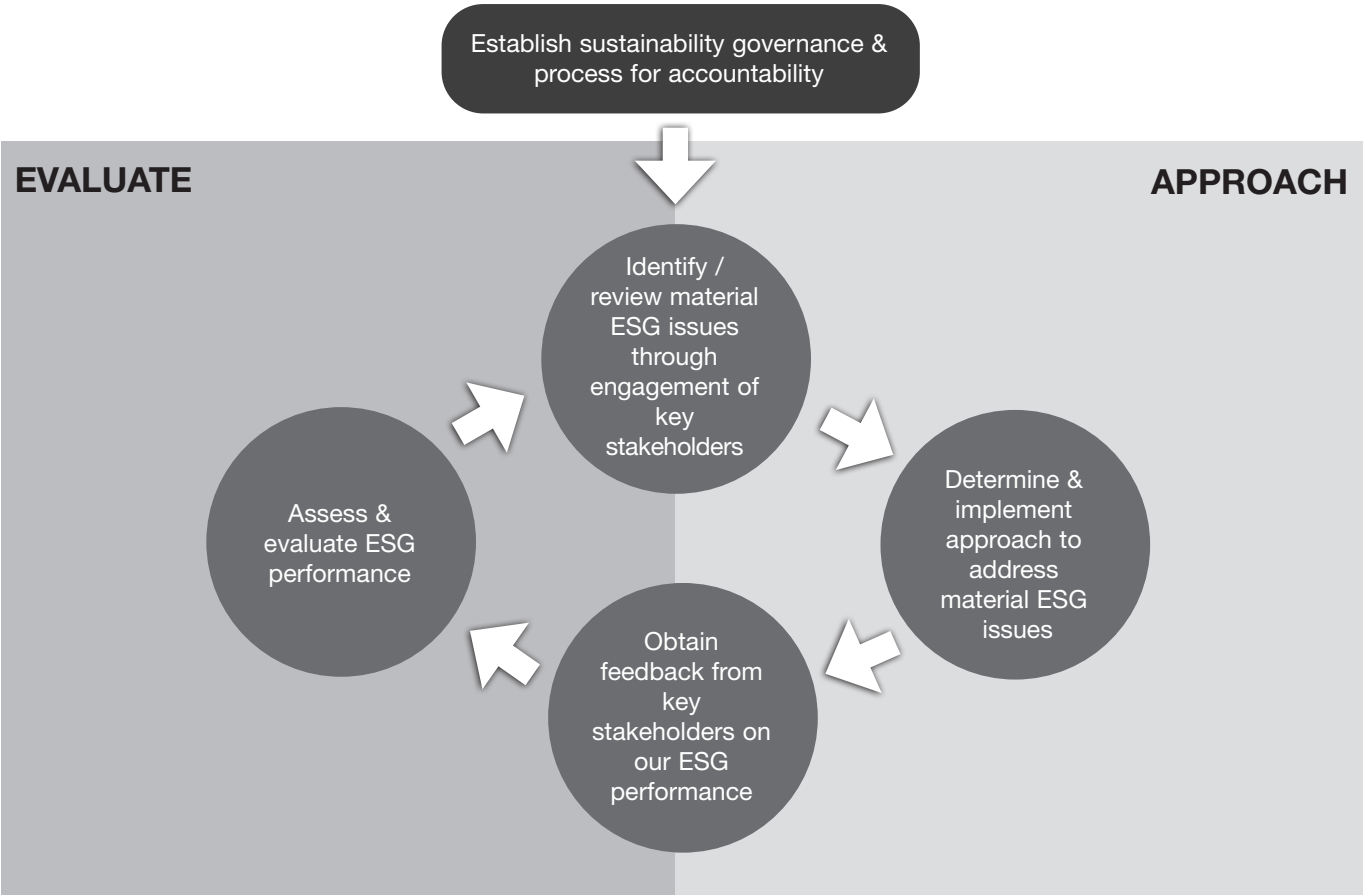 Establish sustainability governance &
process for accountability
EVALUATE
APPROACH
Identify /
review material
ESG issues
through
engagement of
key
stakeholders
Determine &
implement
approach to
address
material ESG
issues
Obtain
feedback from
key
stakeholders on
our ESG
performance
Assess &
evaluate ESG
performance